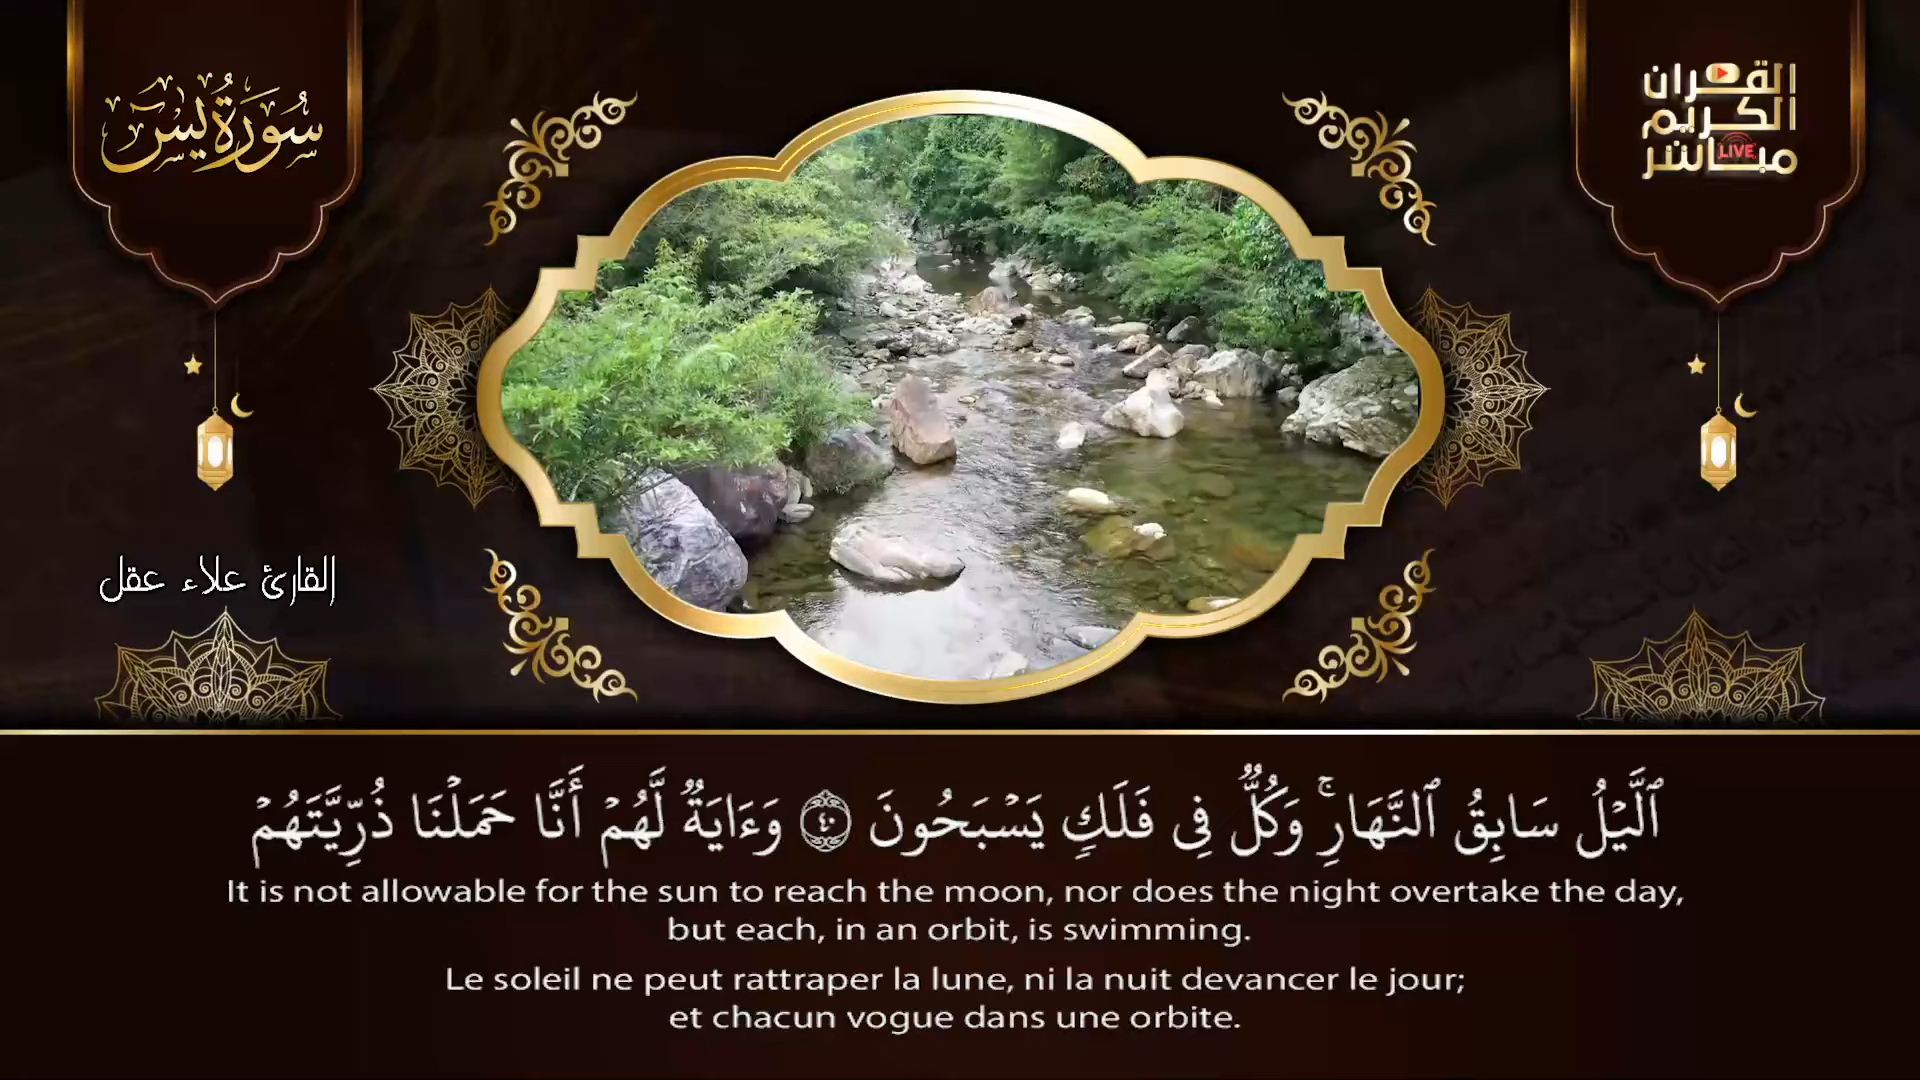 سُورَةُ يسٓ
القرآن
الكريم
مباشر
LIVE
القارئ علاء عقل
ٱلَّيْلُ سَابِقُ ٱلنَّهَارِ ۚ وَكُلٌّ فِى فَلَكٍ يَسْبَحُونَ ٤٠ وَءَايَةٌ لَّهُمْ أَنَّا حَمَلْنَا ذُرِّيَّتَهُمْ
It is not allowable for the sun to reach the moon, nor does the night overtake the day,
but each, in an orbit, is swimming.
Le soleil ne peut rattraper la lune, ni la nuit devancer le jour;
et chacun vogue dans une orbite.